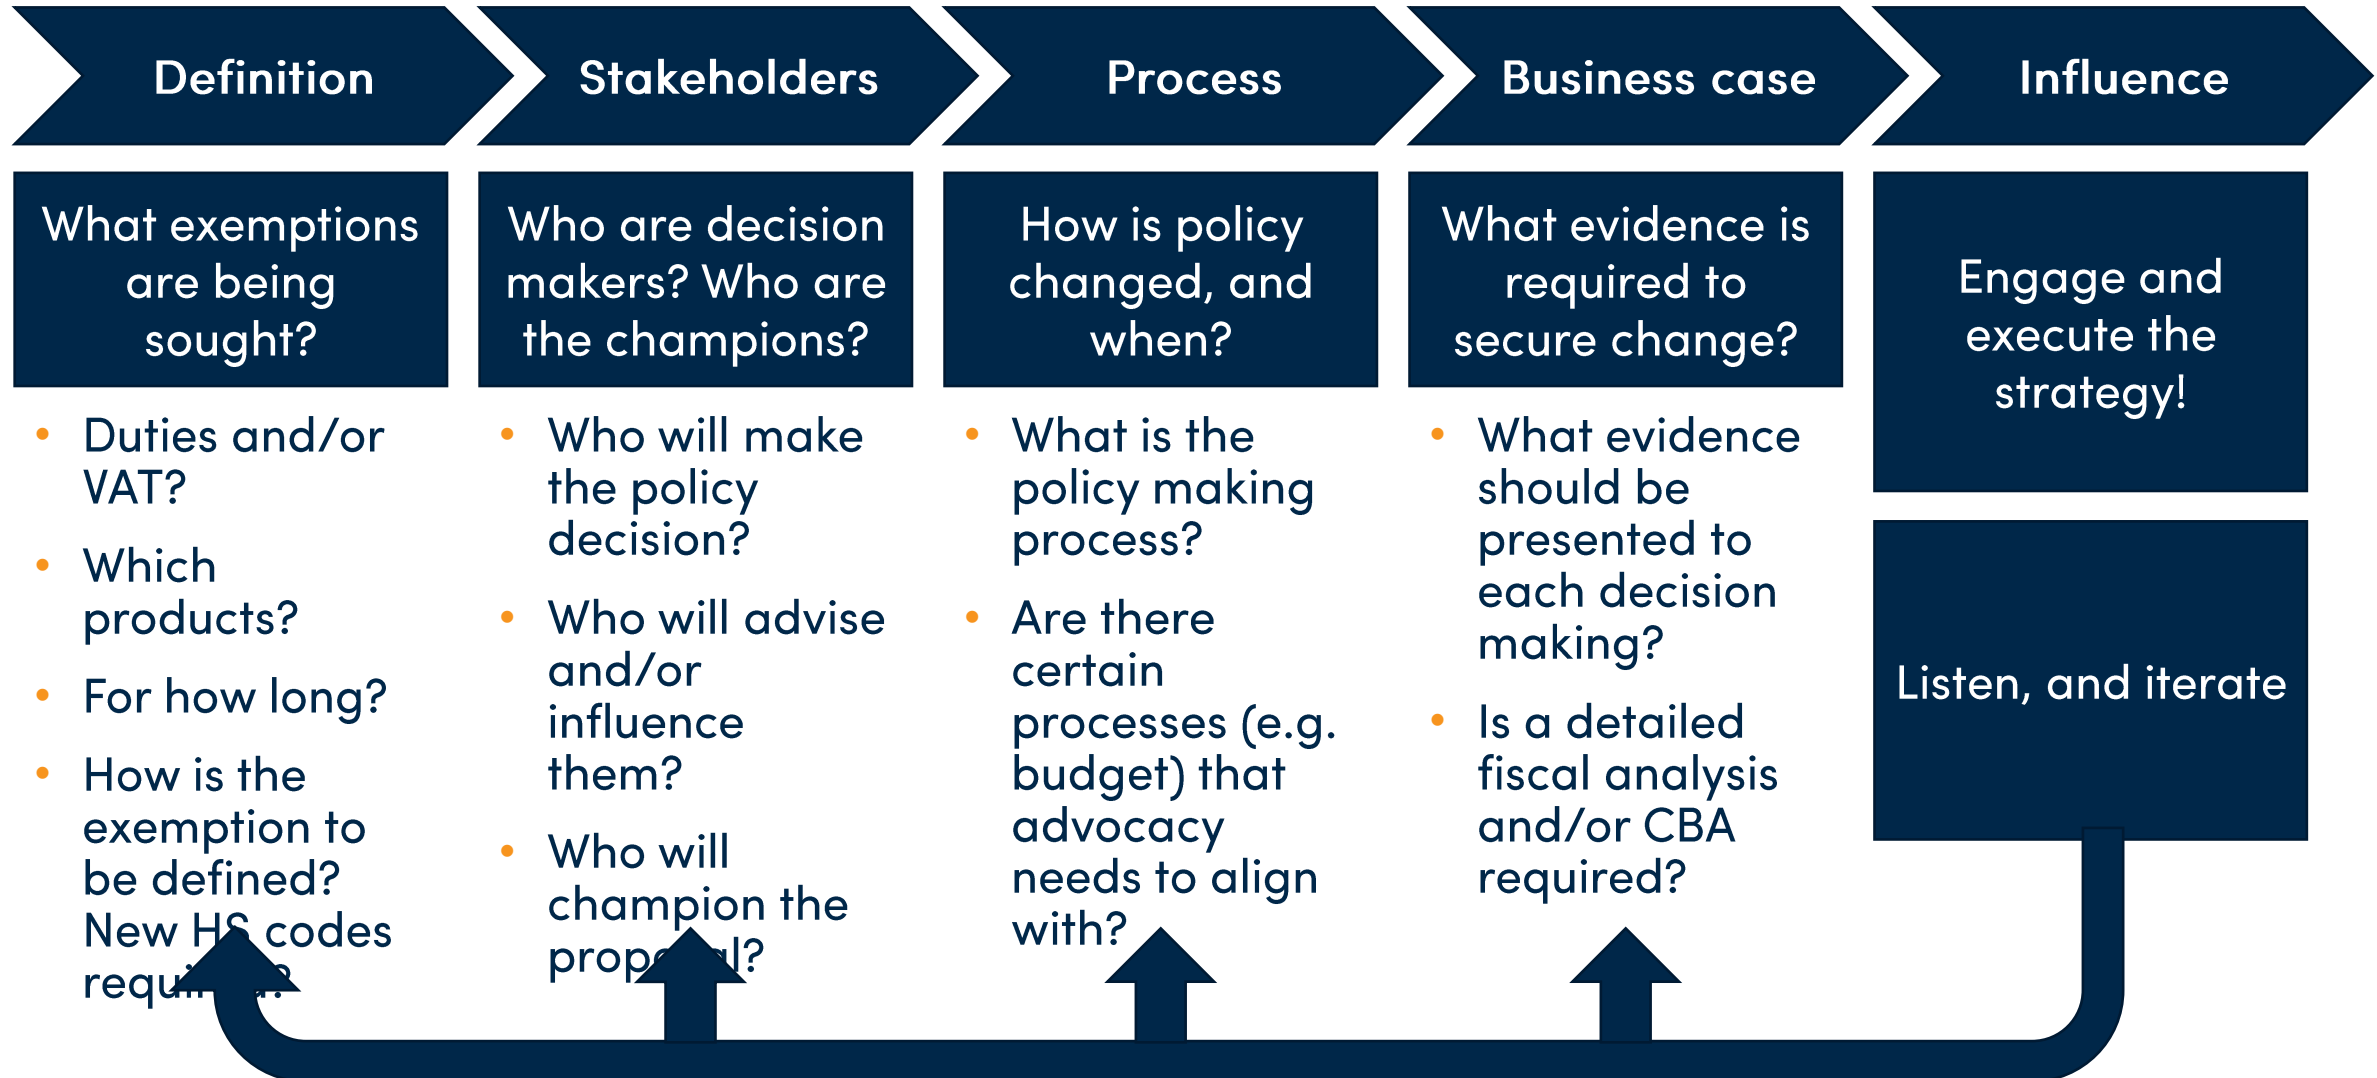 Definition
Stakeholders
Process
Business case
Influence
What exemptions
are being
sought?
Who are decision
makers? Who are
the champions?
How is policy
changed, and
when?
What evidence is
required to
secure change?
Engage and
execute the
strategy!
Listen, and iterate
• Duties and/or
VAT?
• Which
products?
• For how long?
• How is the
exemption to
be defined?
New HS codes
required?
• Who will make
the policy
decision?
• Who will advise
and/or
influence
them?
• Who will
champion the
proposal?
• What is the
policy making
process?
• Are there
certain
processes (e.g.
budget) that
advocacy
needs to align
with?
• What evidence
should be
presented to
each decision
making?
• Is a detailed
fiscal analysis
and/or CBA
required?